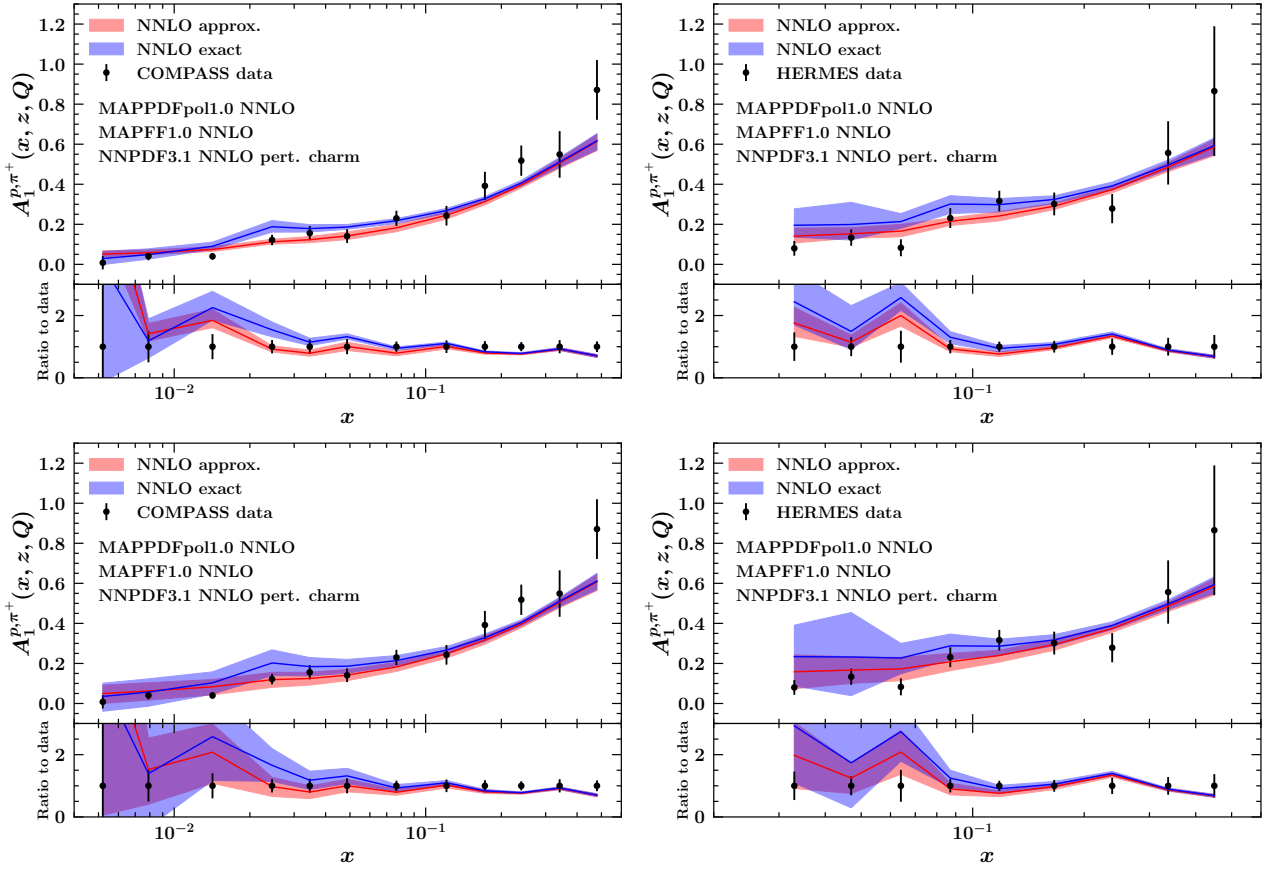 1.2
1.0
0.8
0.6
0.4
0.2
0.0
A_1^{p,π^+}(x, z, Q)
NNLO approx.
NNLO exact
COMPASS data
MAPPDFpol1.0 NNLO
MAPFF1.0 NNLO
NNPDF3.1 NNLO pert. charm
2
0
Ratio to data
10^{-2}
10^{-1}
x
1.2
1.0
0.8
0.6
0.4
0.2
0.0
A_1^{p,π^+}(x, z, Q)
NNLO approx.
NNLO exact
HERMES data
MAPPDFpol1.0 NNLO
MAPFF1.0 NNLO
NNPDF3.1 NNLO pert. charm
2
0
Ratio to data
10^{-1}
x
1.2
1.0
0.8
0.6
0.4
0.2
0.0
A_1^{p,π^+}(x, z, Q)
NNLO approx.
NNLO exact
COMPASS data
MAPPDFpol1.0 NNLO
MAPFF1.0 NNLO
NNPDF3.1 NNLO pert. charm
2
0
Ratio to data
10^{-2}
10^{-1}
x
1.2
1.0
0.8
0.6
0.4
0.2
0.0
A_1^{p,π^+}(x, z, Q)
NNLO approx.
NNLO exact
HERMES data
MAPPDFpol1.0 NNLO
MAPFF1.0 NNLO
NNPDF3.1 NNLO pert. charm
2
0
Ratio to data
10^{-1}
x